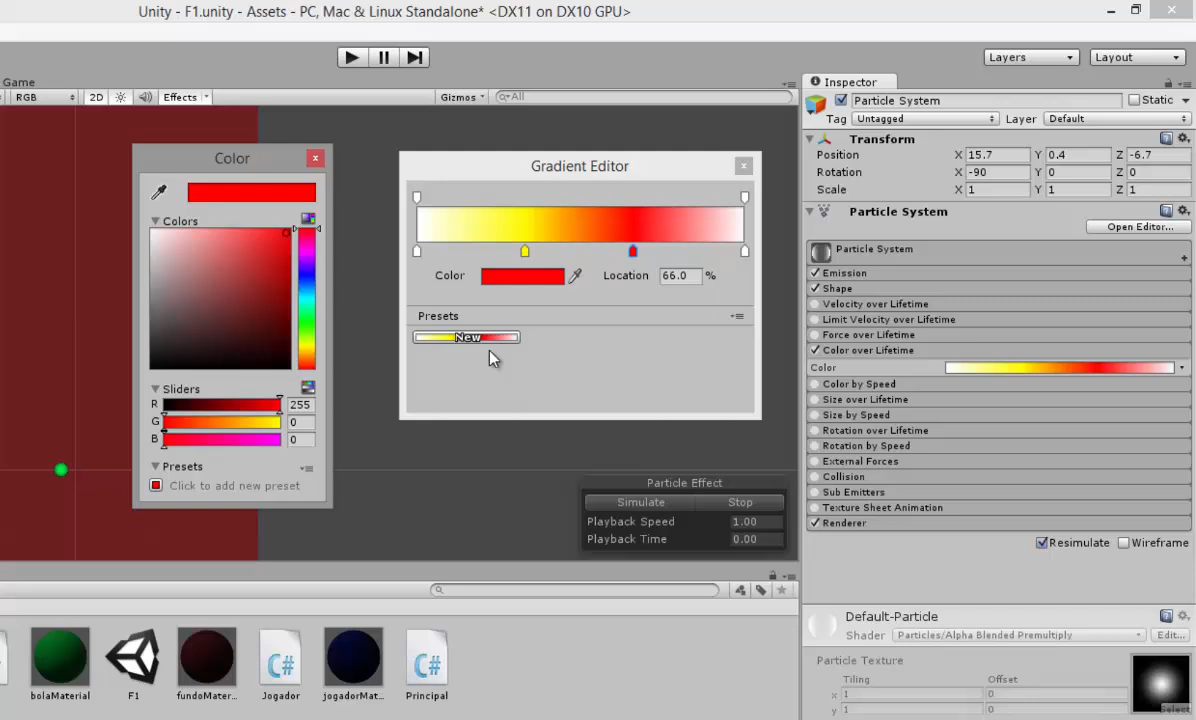 Unity - F1.unity - Assets - PC, Mac & Linux Standalone* <DX11 on DX10 GPU>
Layers
Layout
Game
RGB
2D
Effects
Gizmos
All
Color
Colors
Sliders
R
255
G
0
B
0
Presets
Click to add new preset
Gradient Editor
Color
Location
66.0
%
Presets
New
Particle Effect
Simulate
Stop
Playback Speed
1.00
Playback Time
0.00
Inspector
Particle System
Static
Tag
Untagged
Layer
Default
Transform
Position
X
15.7
Y
0.4
Z
-6.7
Rotation
X
-90
Y
0
Z
0
Scale
X
1
Y
1
Z
1
Particle System
Open Editor...
Particle System
Emission
Shape
Velocity over Lifetime
Limit Velocity over Lifetime
Force over Lifetime
Color over Lifetime
Color
Color by Speed
Size over Lifetime
Size by Speed
Rotation over Lifetime
Rotation by Speed
External Forces
Collision
Sub Emitters
Texture Sheet Animation
Renderer
Resimulate
Wireframe
Default-Particle
Shader
Particles/Alpha Blended Premultiply
Edit...
Particle Texture
Tiling
Offset
x
1
0
y
1
0
Select
bolaMaterial
F1
fundoMater...
Jogador
jogadorMat...
Principal
C#
C#